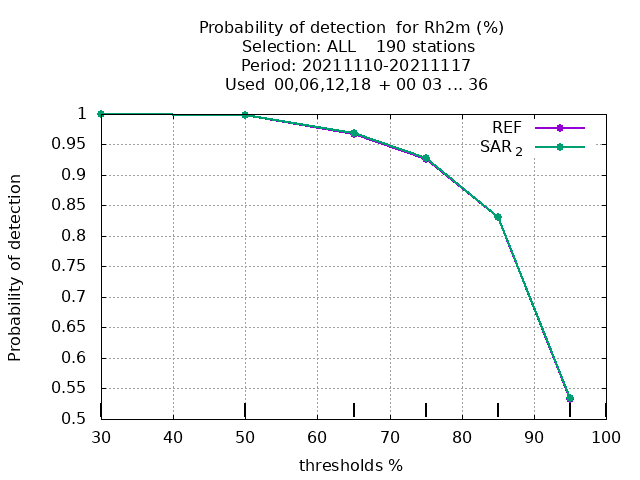 Probability of detection for Rh2m (%)
Selection: ALL 190 stations
Period: 20211110-20211117
Used 00,06,12,18 + 00 03 ... 36
REF
SAR 2
Probability of detection
1
0.95
0.9
0.85
0.8
0.75
0.7
0.65
0.6
0.55
0.5
30 40 50 60 70 80 90 100
thresholds %